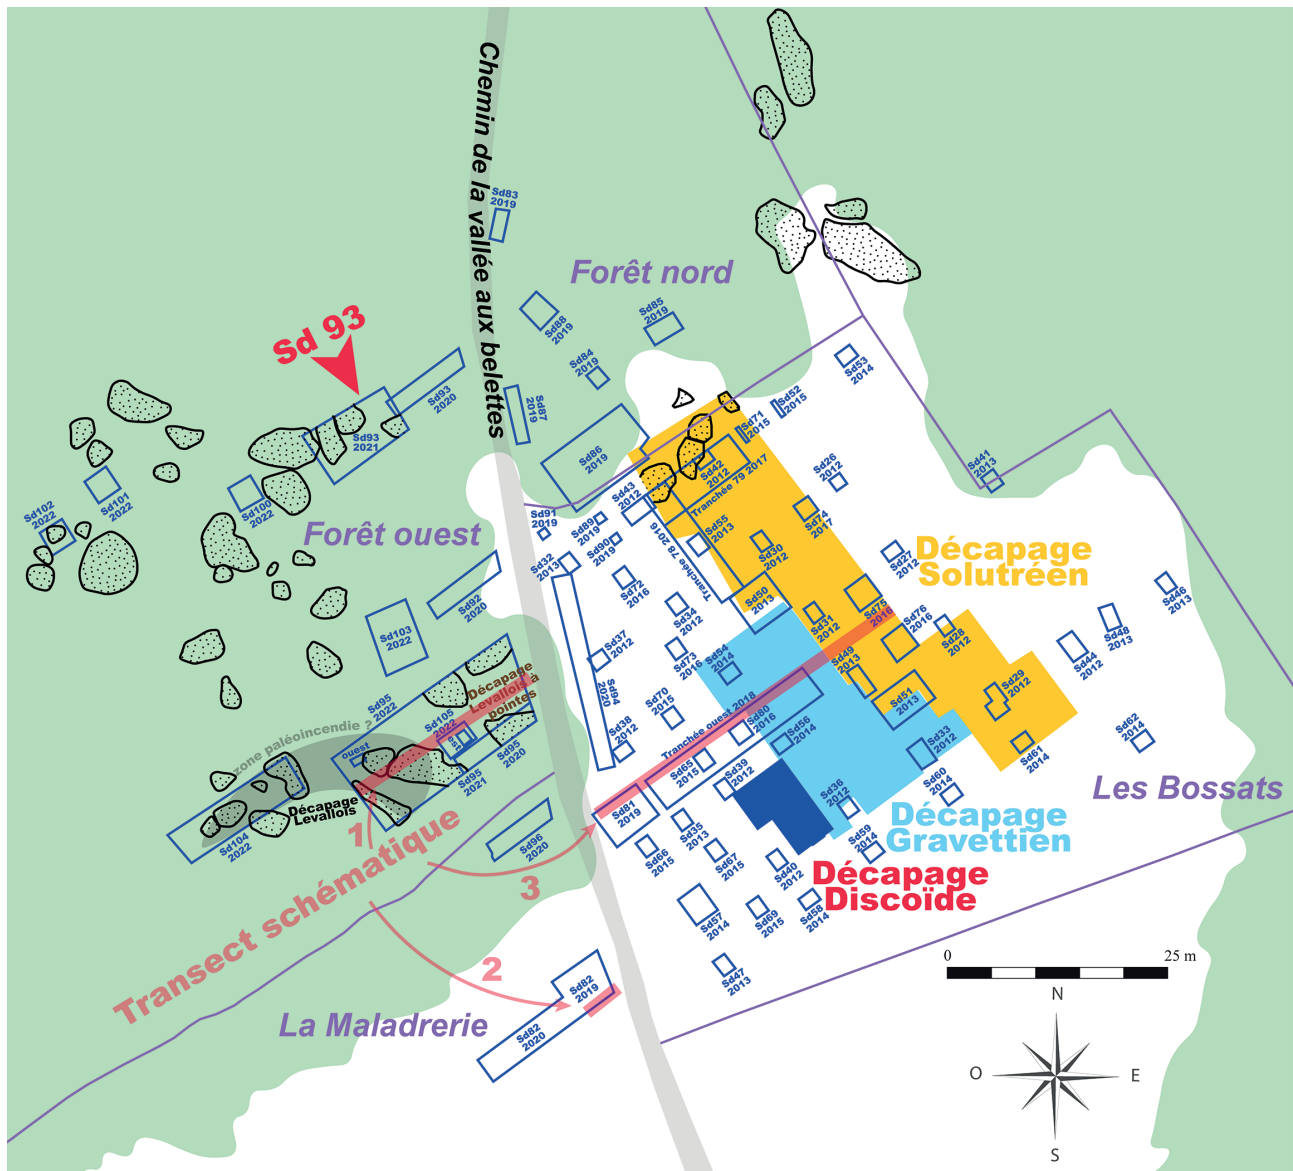 Chemin de la vallée aux belettes
Sd83
2019
Forêt nord
Sd88
2019
Sd85
2019
Sd84
2019
Sd 93
Sd93
2020
Sd93
2021
Sd87
2019
Sd86
2019
Sd53
2014
Sd52
2015
Sd71
2015
Sd42
2012
Tranchée 79 2017
Sd26
2012
Sd41
2013
Sd43
2012
Sd102
2022
Sd101
2022
Sd100
2022
Forêt ouest
Sd91
2019
Sd89
2019
Sd90
2019
Sd32
2013
Sd72
2016
Tranchée 78 2016
Sd55
2013
Sd30
2012
Sd74
2017
Sd27
2012
Décapage
Solutréen
Sd92
2020
Sd103
2022
Sd34
2012
Sd50
2013
Sd31
2012
Sd75
2016
Sd76
2016
Sd28
2012
Sd46
2013
Sd48
2013
Sd44
2012
Sd37
2012
Sd73
2016
Sd54
2014
Sd49
2013
Sd51
2013
Sd29
2012
Sd62
2014
Sd61
2014
Sd94
2020
Sd70
2015
Sd38
2012
Tranchée ouest 2018
Sd80
2016
Sd56
2014
Sd33
2012
Sd65
2015
Sd39
2012
Sd36
2012
Sd60
2014
Les Bossats
Sd95
2022
Sd105
2022
Décapage
Levallois à
pointes
zone paléoincendie ?
ouest
est
Sd95
2020
Sd95
2021
Décapage
Levallois
Sd104
2022
Sd96
2020
Sd81
2019
Sd66
2015
Sd35
2013
Sd67
2015
Sd40
2012
Sd59
2014
Décapage
Gravettien
Décapage
Discoïde
Sd57
2014
Sd69
2015
Sd58
2014
Sd47
2013
1
3
2
Transect schématique
Sd82
2019
Sd82
2020
La Maladrerie
0 25 m
N
O E
S